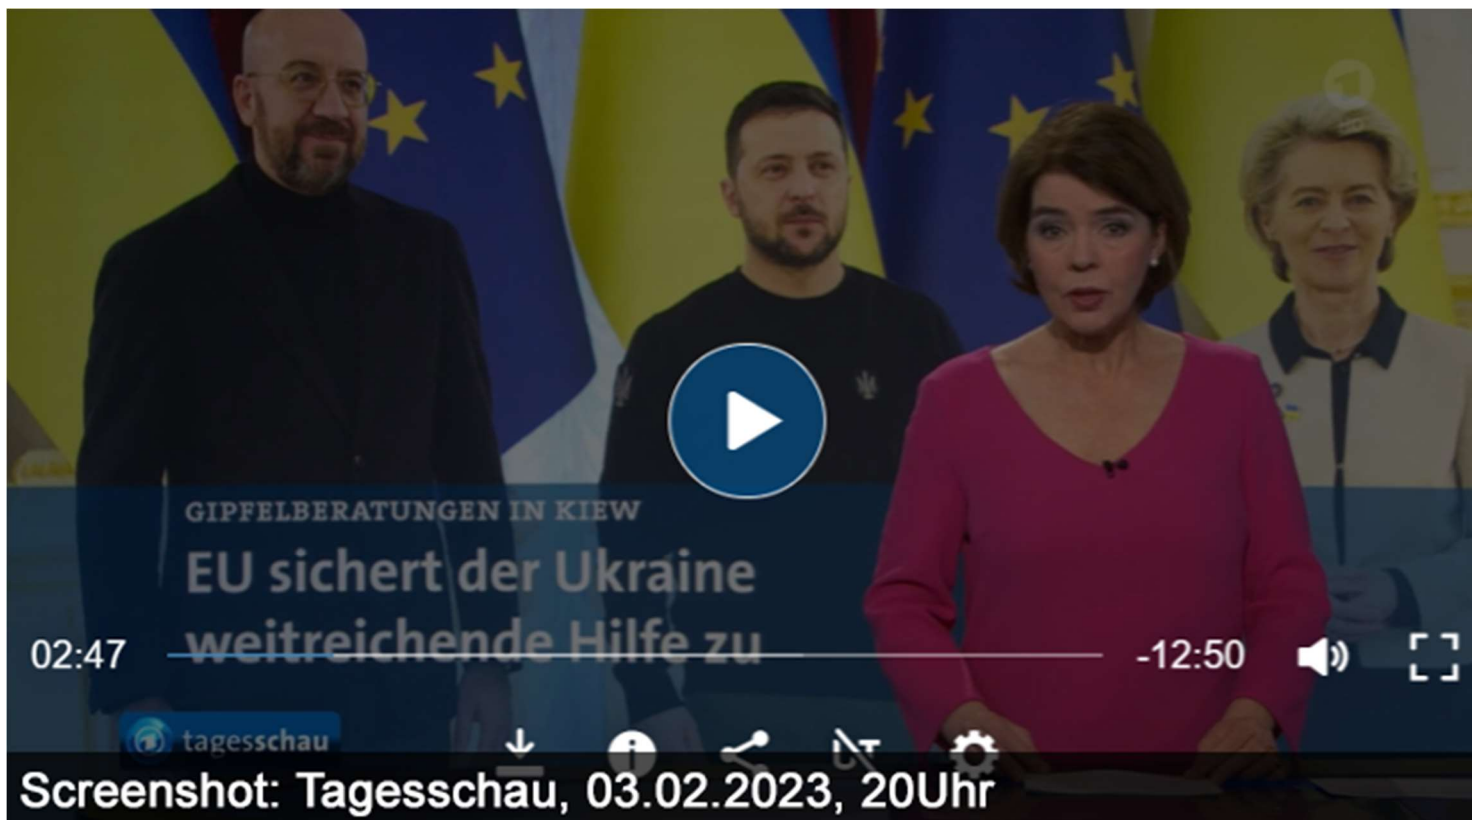 GIPFELBERATUNGEN IN KIEW
EU sichert der Ukraine
weitreichende Hilfe zu
02:47
-12:50
tagesschau
Screenshot: Tagesschau, 03.02.2023, 20Uhr